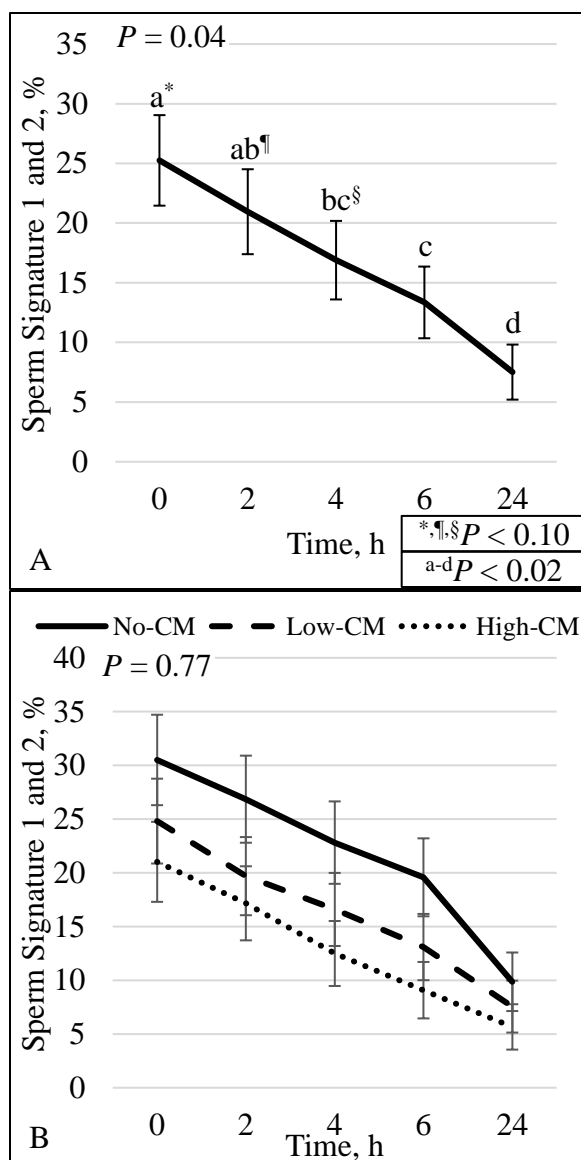 P = 0.04
35
30
25
20
15
10
5
0
Sperm Signature 1 and 2, %
a*
ab¶
bc§
c
d
0 2 4 6 24
Time, h
*,¶,§P < 0.10
a-dP < 0.02
A
No-CM Low-CM High-CM
P = 0.77
40
35
30
25
20
15
10
5
0
Sperm Signature 1 and 2, %
0 2 4 6 24
Time, h
B